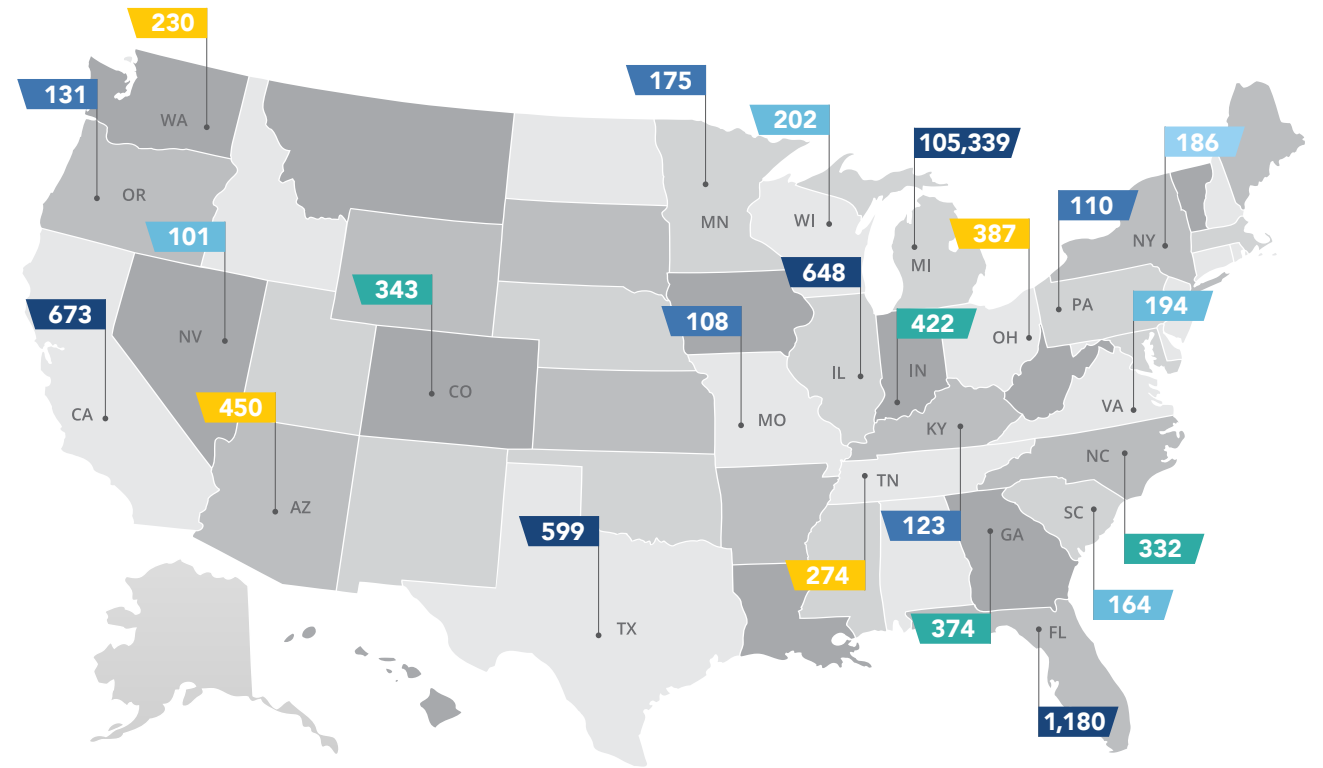 230
WA
131
OR
175
MN
202
WI
105,339
MI
186
NY
110
PA
387
OH
101
NV
343
CO
648
IL
194
VA
673
CA
108
MO
422
IN
450
AZ
KY
123
NC
332
TN
274
SC
164
GA
374
599
TX
FL
1,180